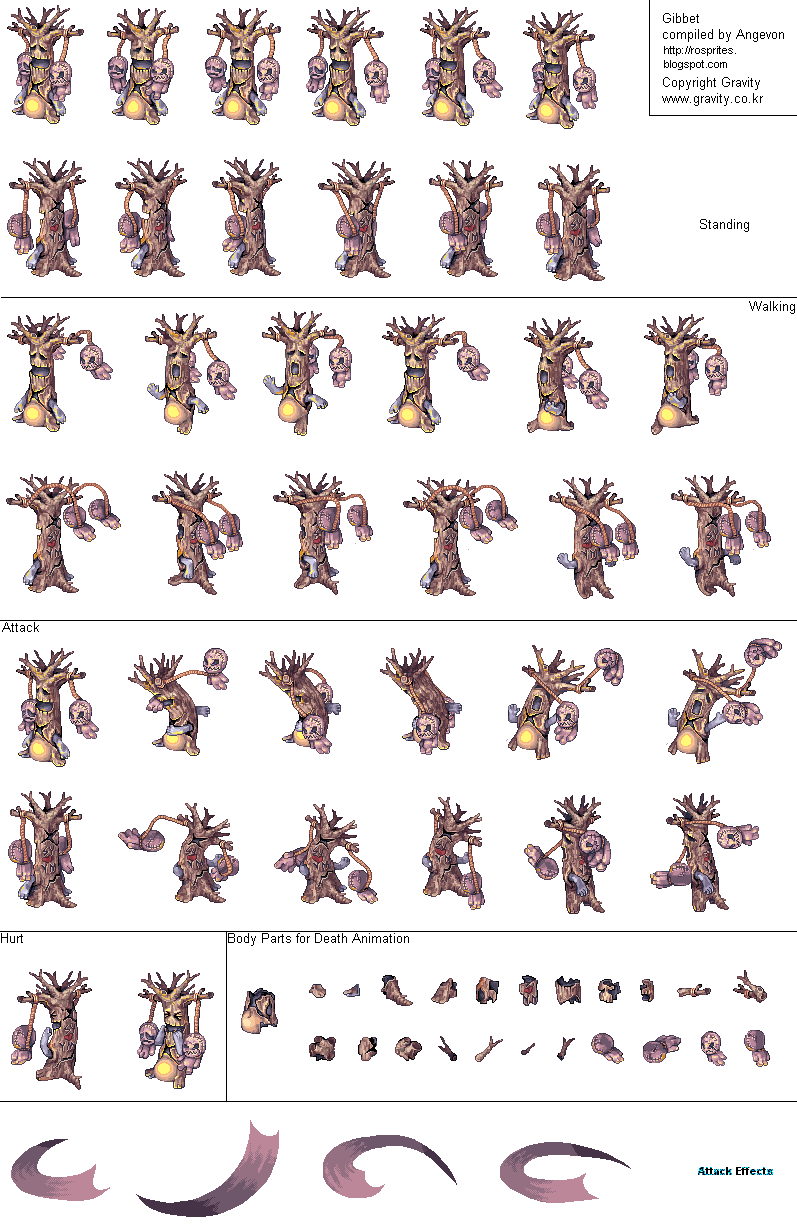 Gibbet
compiled by Angevon
http://rosprites.
blogspot.com
Copyright Gravity
www.gravity.co.kr
Standing
Walking
Attack
Hurt
Body Parts for Death Animation
Attack Effects